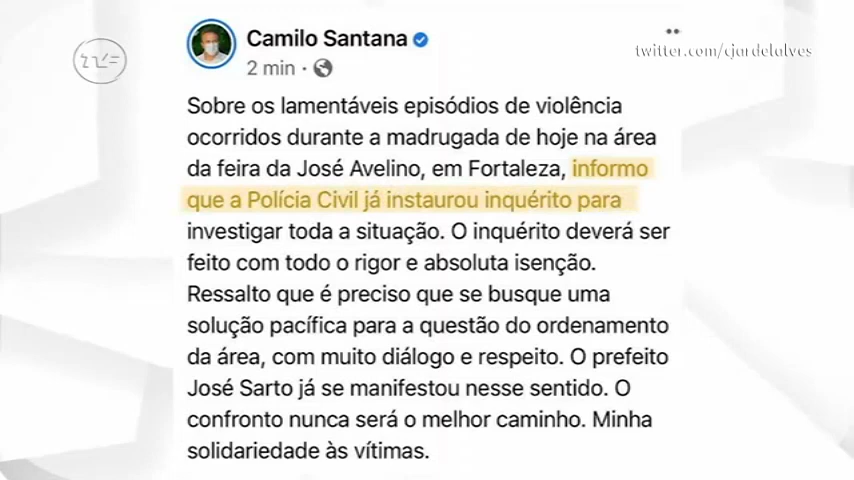 Camilo Santana
2 min ·
twitter.com/cjardelalves
Sobre os lamentáveis episódios de violência
ocorridos durante a madrugada de hoje na área
da feira da José Avelino, em Fortaleza, informo
que a Polícia Civil já instaurou inquérito para
investigar toda a situação. O inquérito deverá ser
feito com todo o rigor e absoluta isenção.
Ressalto que é preciso que se busque uma
solução pacífica para a questão do ordenamento
da área, com muito diálogo e respeito. O prefeito
José Sarto já se manifestou nesse sentido. O
confronto nunca será o melhor caminho. Minha
solidariedade às vítimas.